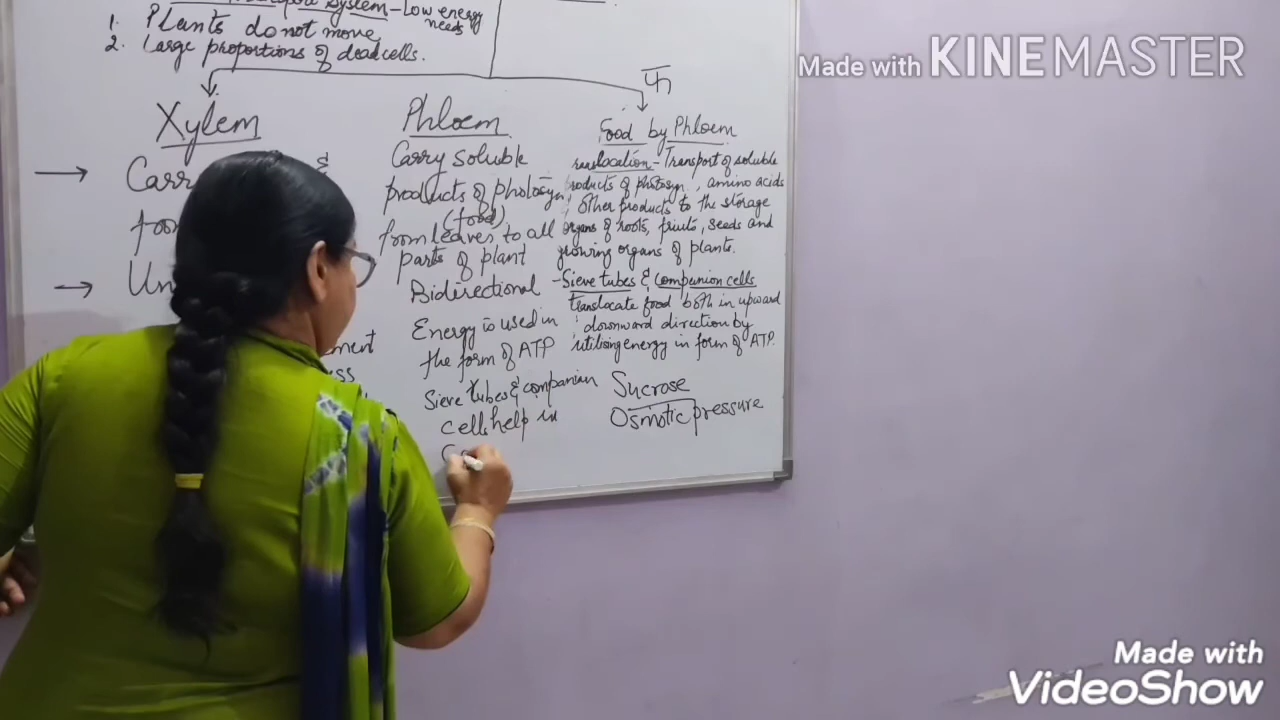 Transport System - Low energy needs
1. Plants do not move
2. Large proportions of dead cells.
Xylem
&
Phloem
Carry soluble
products of photosyn
(food)
from leaves to all
parts of plant
Bidirectional
Energy is used in
the form of ATP
Sieve tubes & companian
cells help in
Food by Phloem
location - Transport of soluble
products of photosyn, amino acids
& other products to the storage
organs of roots, fruits, seeds and
growing organs of plants.
- Sieve tubes & companion cells
translocate food both in upward
& downward direction by
utilising energy in form of ATP.
Sucrose
Osmotic pressure
Made with KINEMASTER
Made with
VideoShow